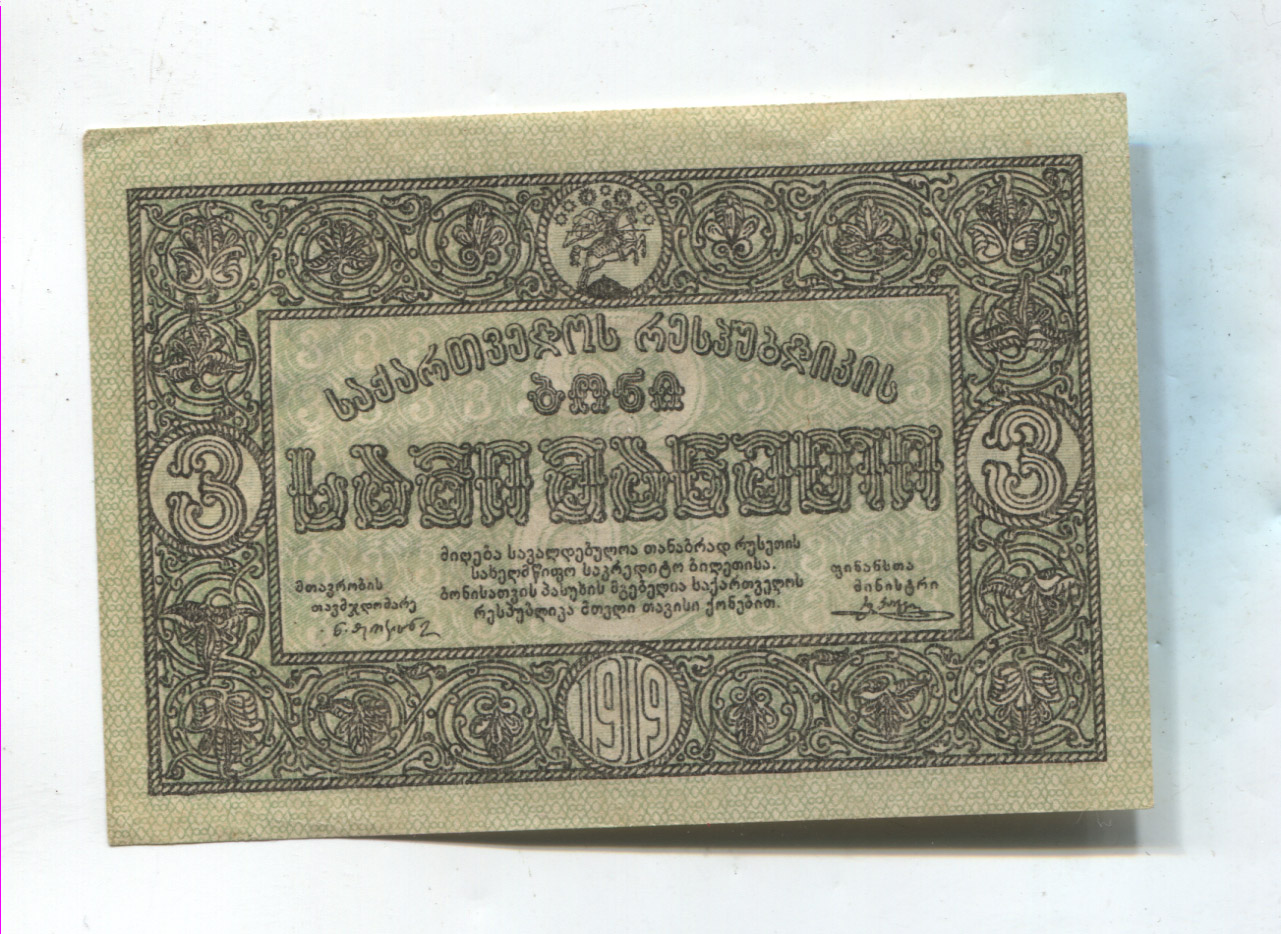 საქართველოს რესპუბლიკის
ბონი
სამი მანეთი
3
3
მიღება სავალდებულოა თანაბრად რუსეთის
სახელმწიფო საკრედიტო ბილეთისა.
ბონისათვის პასუხის მგებელია საქართველოს
რესპუბლიკა მთელი თავისი ქონებით.
მთავრობის
თავმჯდომარე
ფინანსთა
მინისტრი
1919